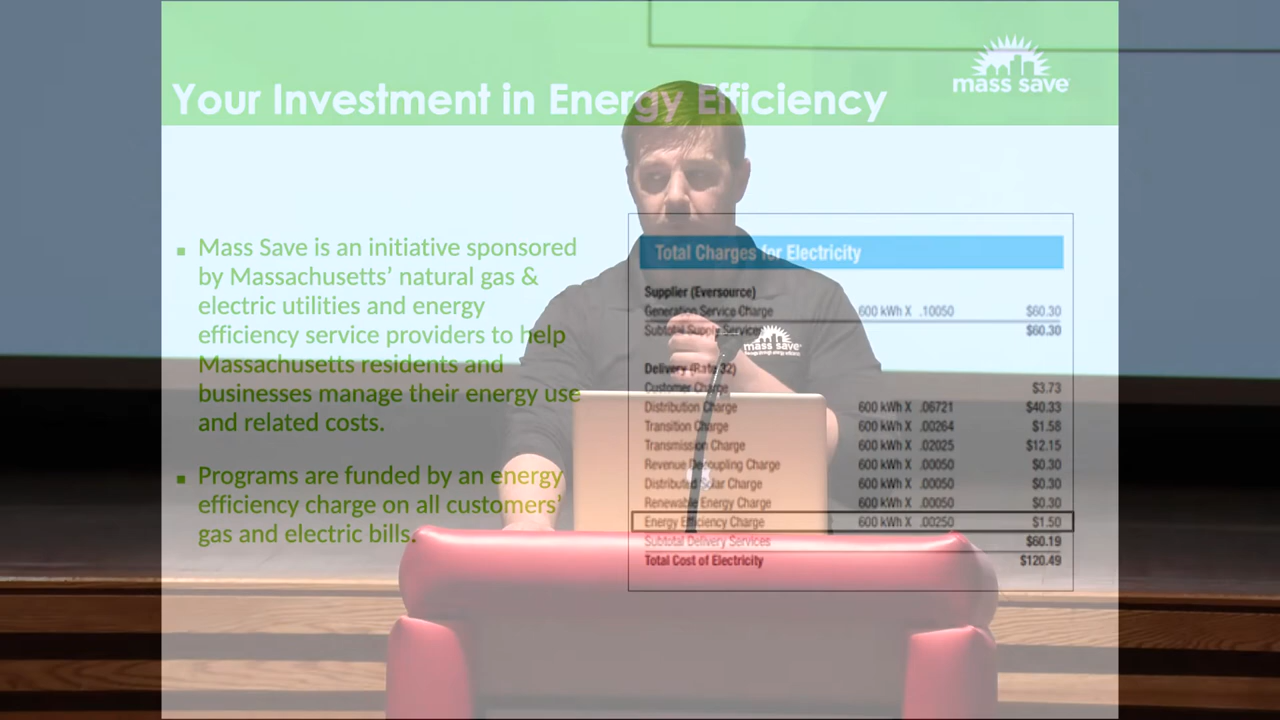 mass save
Your Investment in Energy Efficiency
Mass Save is an initiative sponsored
by Massachusetts’ natural gas &
electric utilities and energy
efficiency service providers to help
Massachusetts residents and
businesses manage their energy use
and related costs.
Programs are funded by an energy
efficiency charge on all customers’
gas and electric bills.
Total Charges for Electricity
Supplier (Eversource)
Generation Service Charge 600 kWh X .10050 $60.30
Subtotal Supply Services $60.30
Delivery (Rate 32)
Customer Charge $3.73
Distribution Charge 600 kWh X .06721 $40.33
Transition Charge 600 kWh X .00264 $1.58
Transmission Charge 600 kWh X .02025 $12.15
Revenue Decoupling Charge 600 kWh X .00050 $0.30
Distributed Solar Charge 600 kWh X .00050 $0.30
Renewable Energy Charge 600 kWh X .00050 $0.30
Energy Efficiency Charge 600 kWh X .00250 $1.50
Subtotal Delivery Services $60.19
Total Cost of Electricity $120.49
mass save